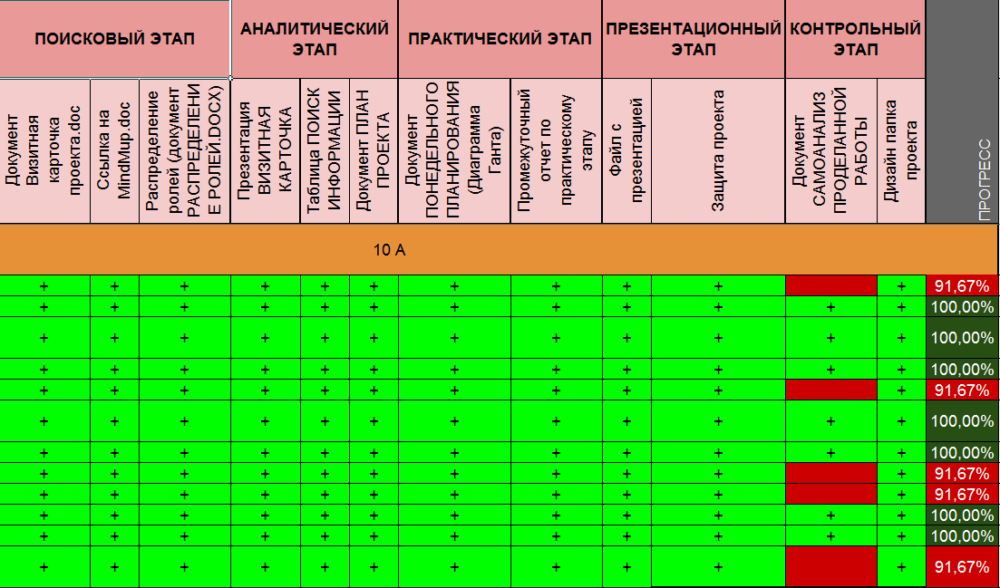 ПОИСКОВЫЙ ЭТАП
АНАЛИТИЧЕСКИЙ
ЭТАП
ПРАКТИЧЕСКИЙ ЭТАП
ПРЕЗЕНТАЦИОННЫЙ
ЭТАП
КОНТРОЛЬНЫЙ
ЭТАП
Документ
Визитная
карточка
проекта.doc
Ссылка на
MindMup.doc
Распределение
ролей (документ
РАСПРЕДЕЛЕНИ
Е РОЛЕЙ.DOCX)
Презентация
ВИЗИТНАЯ
КАРТОЧКА
Таблица ПОИСК
ИНФОРМАЦИИ
Документ ПЛАН
ПРОЕКТА
Документ
ПОНЕДЕЛЬНОГО
ПЛАНИРОВАНИЯ
(Диаграмма
Ганта)
Промежуточный
отчет по
практическому
этапу
Файл с
презентацией
Защита проекта
Документ
САМОАНАЛИЗ
ПРОДЕЛАННОЙ
РАБОТЫ
Дизайн папка
проекта
ПРОГРЕСС
10 А
+ + + + + + + + + + + 91,67%
+ + + + + + + + + + + + 100,00%
+ + + + + + + + + + + + 100,00%
+ + + + + + + + + + + + 100,00%
+ + + + + + + + + + + 91,67%
+ + + + + + + + + + + + 100,00%
+ + + + + + + + + + + + 100,00%
+ + + + + + + + + + + 91,67%
+ + + + + + + + + + + 91,67%
+ + + + + + + + + + + + 100,00%
+ + + + + + + + + + + + 100,00%
+ + + + + + + + + + + 91,67%